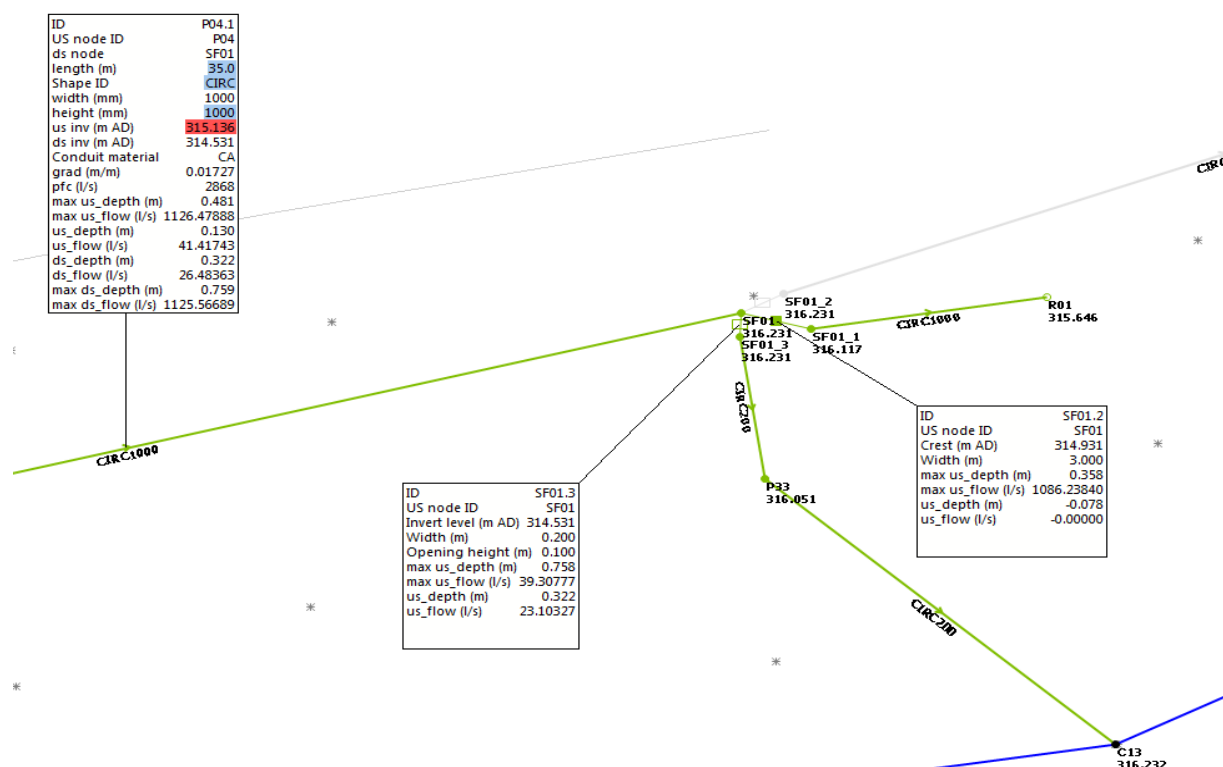 ID P04.1
US node ID P04
ds node SF01
length (m) 35.0
Shape ID CIRC
width (mm) 1000
height (mm) 1000
us inv (m AD) 315.136
ds inv (m AD) 314.531
Conduit material CA
grad (m/m) 0.01727
pfc (l/s) 2868
max us_depth (m) 0.481
max us_flow (l/s) 1126.47888
us_depth (m) 0.130
us_flow (l/s) 41.41743
ds_depth (m) 0.322
ds_flow (l/s) 26.48363
max ds_depth (m) 0.759
max ds_flow (l/s) 1125.56689
SF01_2
316.231
R01
315.646
CIRC1000
SF01
316.231
SF01_1
316.117
SF01_3
316.231
CIRC200
CIRC1000
P33
316.051
ID SF01.2
US node ID SF01
Crest (m AD) 314.931
Width (m) 3.000
max us_depth (m) 0.358
max us_flow (l/s) 1086.23840
us_depth (m) -0.078
us_flow (l/s) -0.00000
ID SF01.3
US node ID SF01
Invert level (m AD) 314.531
Width (m) 0.200
Opening height (m) 0.100
max us_depth (m) 0.758
max us_flow (l/s) 39.30777
us_depth (m) 0.322
us_flow (l/s) 23.10327
CIRC200
C13
316.232